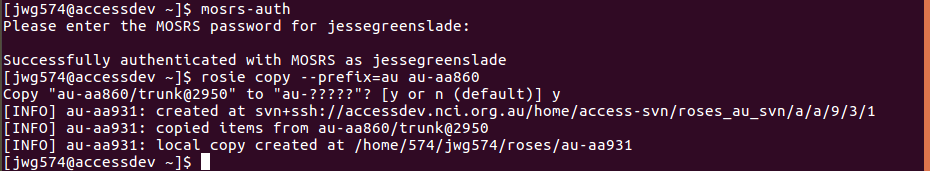 [jwg574@accessdev ~]$ mosrs-auth
Please enter the MOSRS password for jessegreenslade:
Successfully authenticated with MOSRS as jessegreenslade
[jwg574@accessdev ~]$ rosie copy --prefix=au au-aa860
Copy "au-aa860/trunk@2950" to "au-?????"? [y or n (default)] y
[INFO] au-aa931: created at svn+ssh://accessdev.nci.org.au/home/access-svn/roses_au_svn/a/a/9/3/1
[INFO] au-aa931: copied items from au-aa860/trunk@2950
[INFO] au-aa931: local copy created at /home/574/jwg574/roses/au-aa931
[jwg574@accessdev ~]$